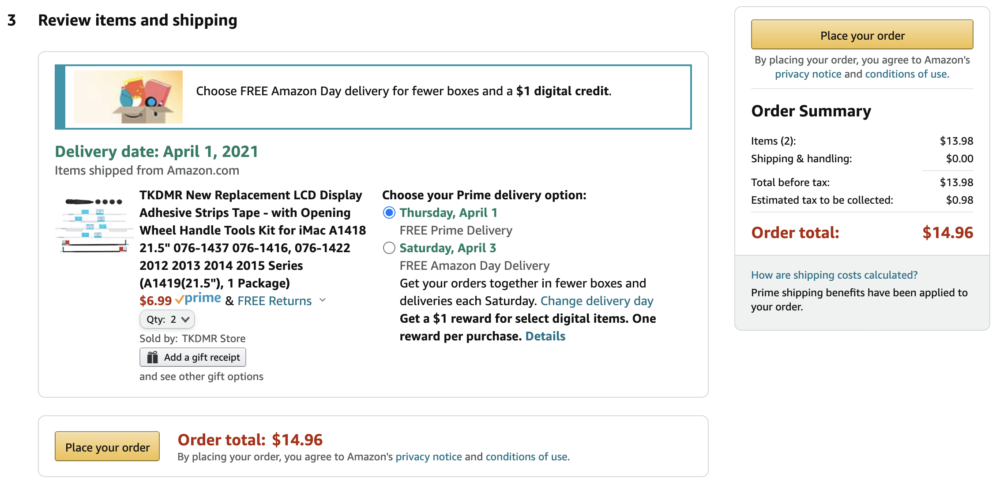 3 Review items and shipping
Choose FREE Amazon Day delivery for fewer boxes and a $1 digital credit.
Delivery date: April 1, 2021
Items shipped from Amazon.com
TKDMR New Replacement LCD Display
Adhesive Strips Tape - with Opening
Wheel Handle Tools Kit for iMac A1418
21.5" 076-1437 076-1416, 076-1422
2012 2013 2014 2015 Series
(A1419(21.5"), 1 Package)
$6.99 prime & FREE Returns
Qty: 2
Sold by: TKDMR Store
Add a gift receipt
and see other gift options
Choose your Prime delivery option:
Thursday, April 1
FREE Prime Delivery
Saturday, April 3
FREE Amazon Day Delivery
Get your orders together in fewer boxes and
deliveries each Saturday. Change delivery day
Get a $1 reward for select digital items. One
reward per purchase. Details
Place your order
Order total: $14.96
By placing your order, you agree to Amazon's privacy notice and conditions of use.
Place your order
By placing your order, you agree to Amazon's
privacy notice and conditions of use.
Order Summary
Items (2): $13.98
Shipping & handling: $0.00
Total before tax: $13.98
Estimated tax to be collected: $0.98
Order total: $14.96
How are shipping costs calculated?
Prime shipping benefits have been applied to
your order.